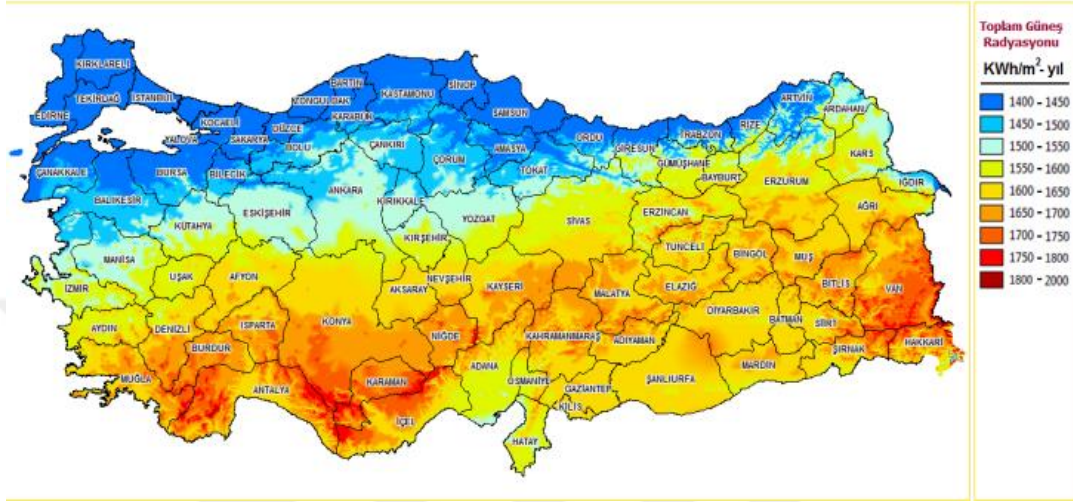 Toplam Güneş
Radyasyonu
KWh/m²- yıl
1400 - 1450
1450 - 1500
1500 - 1550
1550 - 1600
1600 - 1650
1650 - 1700
1700 - 1750
1750 - 1800
1800 - 2000
KIRKLARELİ
TEKİRDAĞ
İSTANBUL
EDİRNE
KOCAELİ
YALOVA
SAKARYA
DÜZCE
ZONGULDAK
BARTIN
KARABÜK
KASTAMONU
SİNOP
SAMSUN
BOLU
ÇANKIRI
ÇORUM
AMASYA
TOKAT
ORDU
GİRESUN
TRABZON
RİZE
ARTVİN
ARDAHAN
KARS
IĞDIR
GÜMÜŞHANE
BAYBURT
ERZURUM
AĞRI
ÇANAKKALE
BURSA
BİLECİK
BALIKESİR
KÜTAHYA
ESKİŞEHİR
ANKARA
KIRIKKALE
YOZGAT
SİVAS
ERZİNCAN
TUNCELİ
BİNGÖL
MUŞ
BİTLİS
VAN
MANİSA
İZMİR
UŞAK
AFYON
KIRŞEHİR
NEVŞEHİR
AKSARAY
KAYSERİ
MALATYA
ELAZIĞ
DİYARBAKIR
BATMAN
SİİRT
ŞIRNAK
HAKKARİ
AYDIN
DENİZLİ
ISPARTA
BURDUR
KONYA
NİĞDE
KAHRAMANMARAŞ
ADIYAMAN
MARDİN
MUĞLA
ANTALYA
KARAMAN
İÇEL
ADANA
OSMANİYE
GAZİANTEP
KİLİS
ŞANLIURFA
HATAY